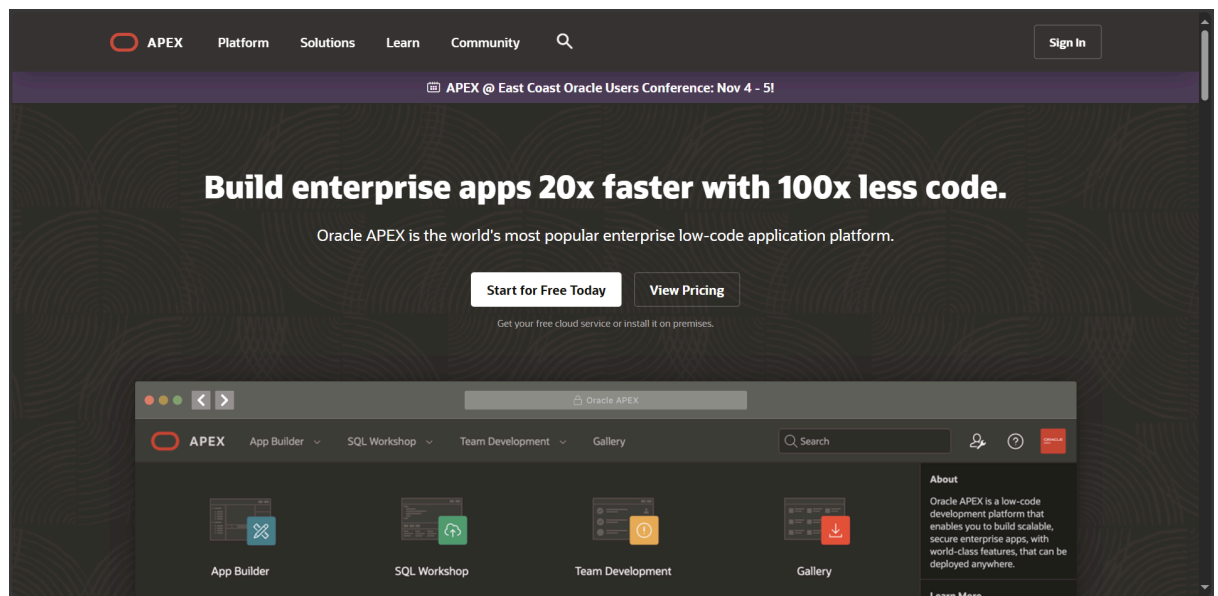 APEX Platform Solutions Learn Community Sign In
APEX @ East Coast Oracle Users Conference: Nov 4 - 5!
Build enterprise apps 20x faster with 100x less code.
Oracle APEX is the world's most popular enterprise low-code application platform.
Start for Free Today View Pricing
Get your free cloud service or install it on premises.
Oracle APEX
APEX App Builder SQL Workshop Team Development Gallery Search
App Builder SQL Workshop Team Development Gallery
About
Oracle APEX is a low-code
development platform that
enables you to build scalable,
secure enterprise apps, with
world-class features, that can be
deployed anywhere.
Learn More